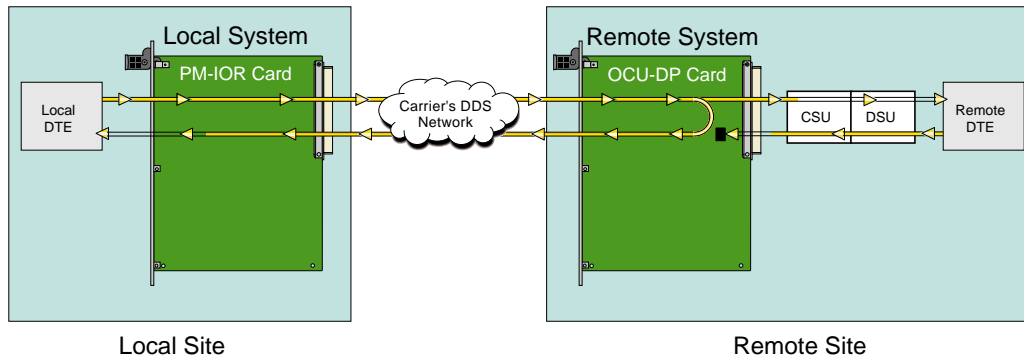 Local System
Remote System
PM-IOR Card
OCU-DP Card
Local
DTE
Carrier's DDS
Network
CSU
DSU
Remote
DTE
Local Site
Remote Site